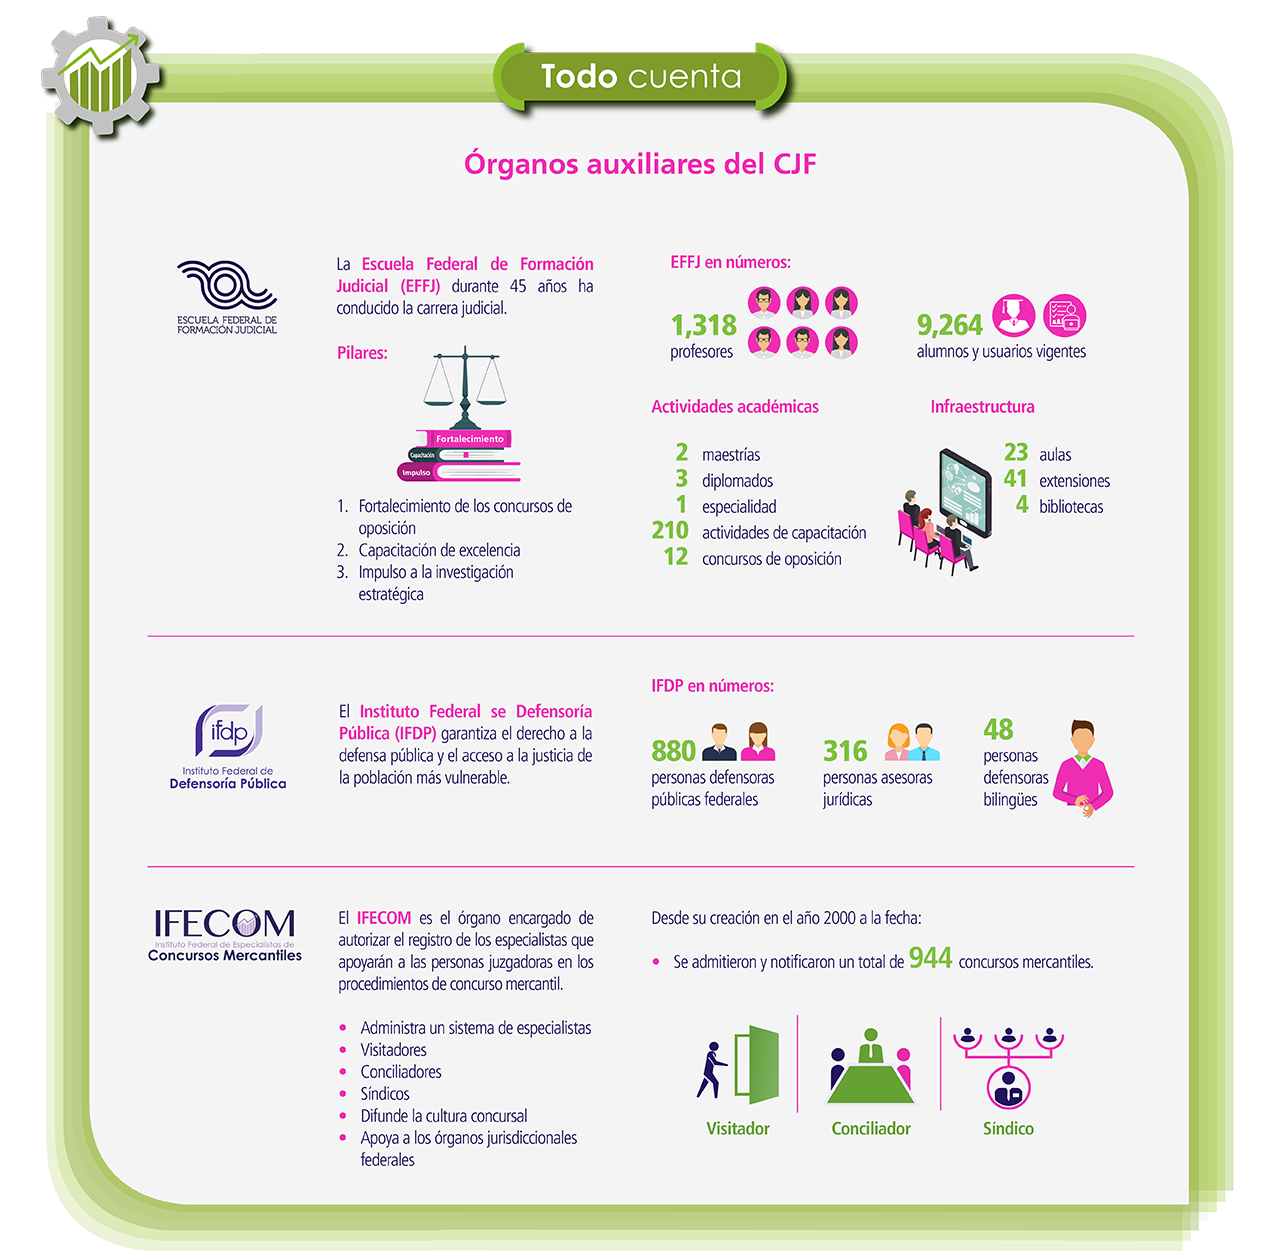 Todo cuenta
Órganos auxiliares del CJF
ESCUELA FEDERAL DE
FORMACIÓN JUDICIAL
La Escuela Federal de Formación
Judicial (EFFJ) durante 45 años ha
conducido la carrera judicial.
Pilares:
Fortalecimiento
Capacitación
Impulso
1. Fortalecimiento de los concursos de
oposición
2. Capacitación de excelencia
3. Impulso a la investigación
estratégica
EFFJ en números:
1,318
profesores
9,264
alumnos y usuarios vigentes
Actividades académicas
2 maestrías
3 diplomados
1 especialidad
210 actividades de capacitación
12 concursos de oposición
Infraestructura
23 aulas
41 extensiones
4 bibliotecas
ifdp
Instituto Federal de
Defensoría Pública
El Instituto Federal se Defensoría
Pública (IFDP) garantiza el derecho a la
defensa pública y el acceso a la justicia de
la población más vulnerable.
IFDP en números:
880
personas defensoras
públicas federales
316
personas asesoras
jurídicas
48
personas
defensoras
bilingües
IFECOM
Instituto Federal de Especialistas de
Concursos Mercantiles
El IFECOM es el órgano encargado de
autorizar el registro de los especialistas que
apoyarán a las personas juzgadoras en los
procedimientos de concurso mercantil.
• Administra un sistema de especialistas
• Visitadores
• Conciliadores
• Síndicos
• Difunde la cultura concursal
• Apoya a los órganos jurisdiccionales
federales
Desde su creación en el año 2000 a la fecha:
• Se admitieron y notificaron un total de 944 concursos mercantiles.
Visitador
Conciliador
Síndico